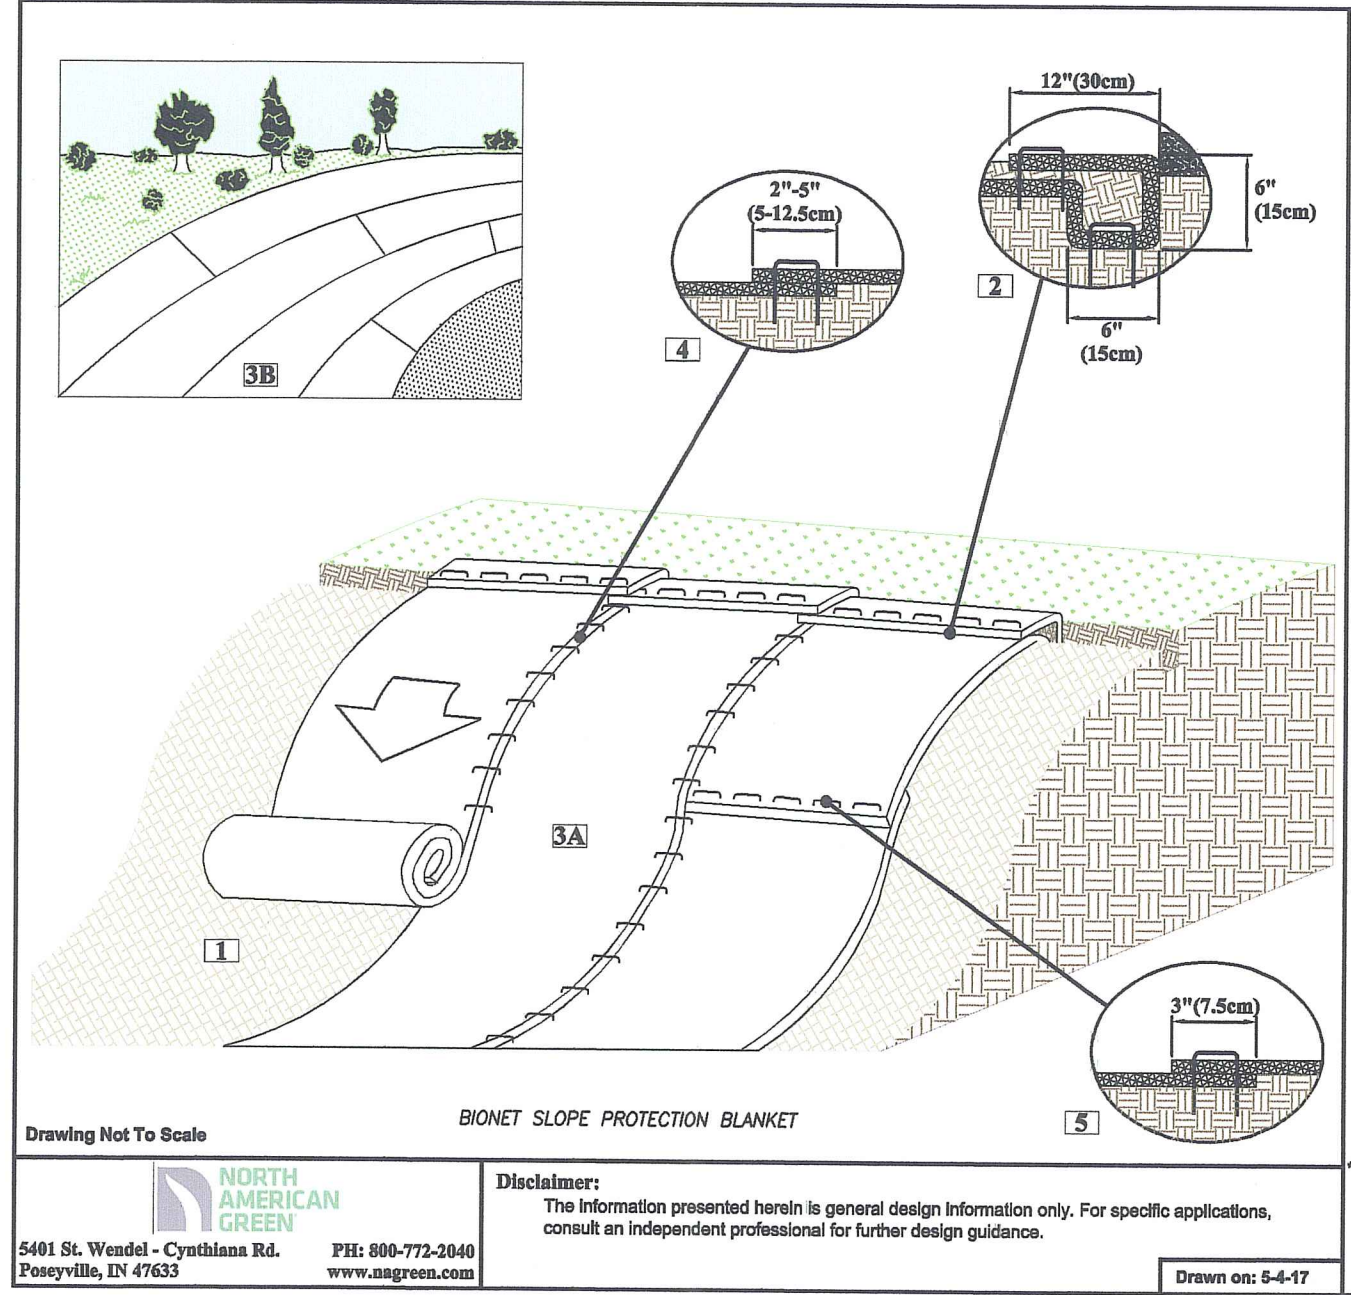 12"(30cm)
2"-5"
(5-12.5cm)
6"
(15cm)
2
6"
(15cm)
4
3B
3A
1
3"(7.5cm)
5
BIONET SLOPE PROTECTION BLANKET
Drawing Not To Scale
NORTH
AMERICAN
GREEN
5401 St. Wendel - Cynthiana Rd.
Poseyville, IN 47633
PH: 800-772-2040
www.nagreen.com
Disclaimer:
The information presented herein is general design information only. For specific applications,
consult an independent professional for further design guidance.
Drawn on: 5-4-17